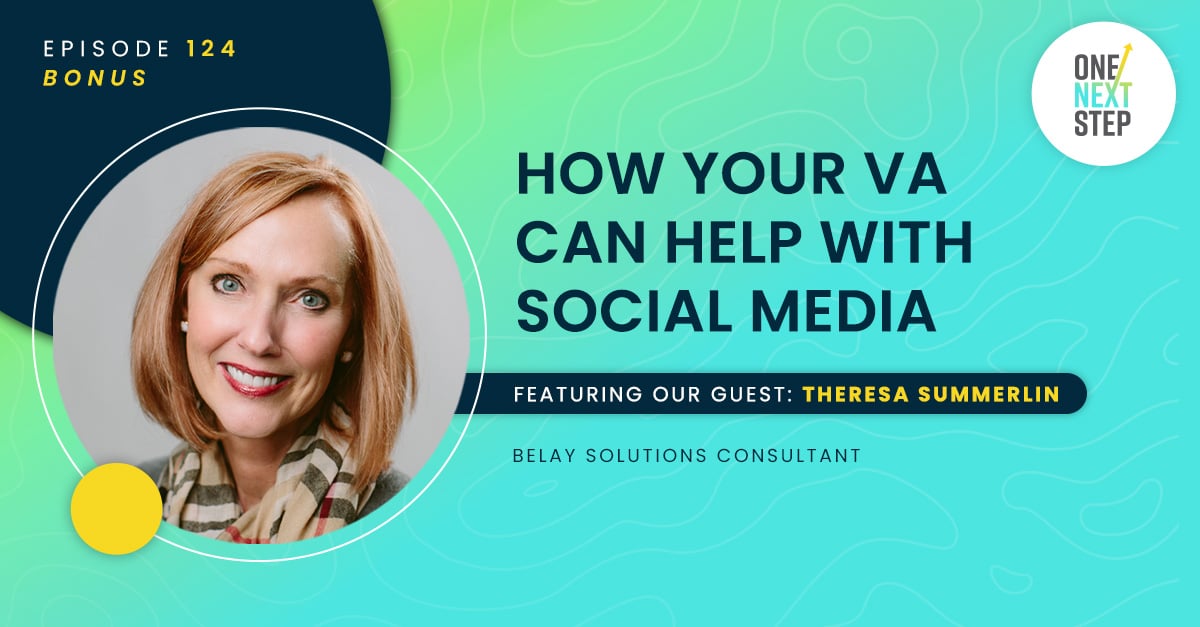 EPISODE 124
BONUS
ONE
NEXT
STEP
HOW YOUR VA
CAN HELP WITH
SOCIAL MEDIA
FEATURING OUR GUEST: THERESA SUMMERLIN
BELAY SOLUTIONS CONSULTANT